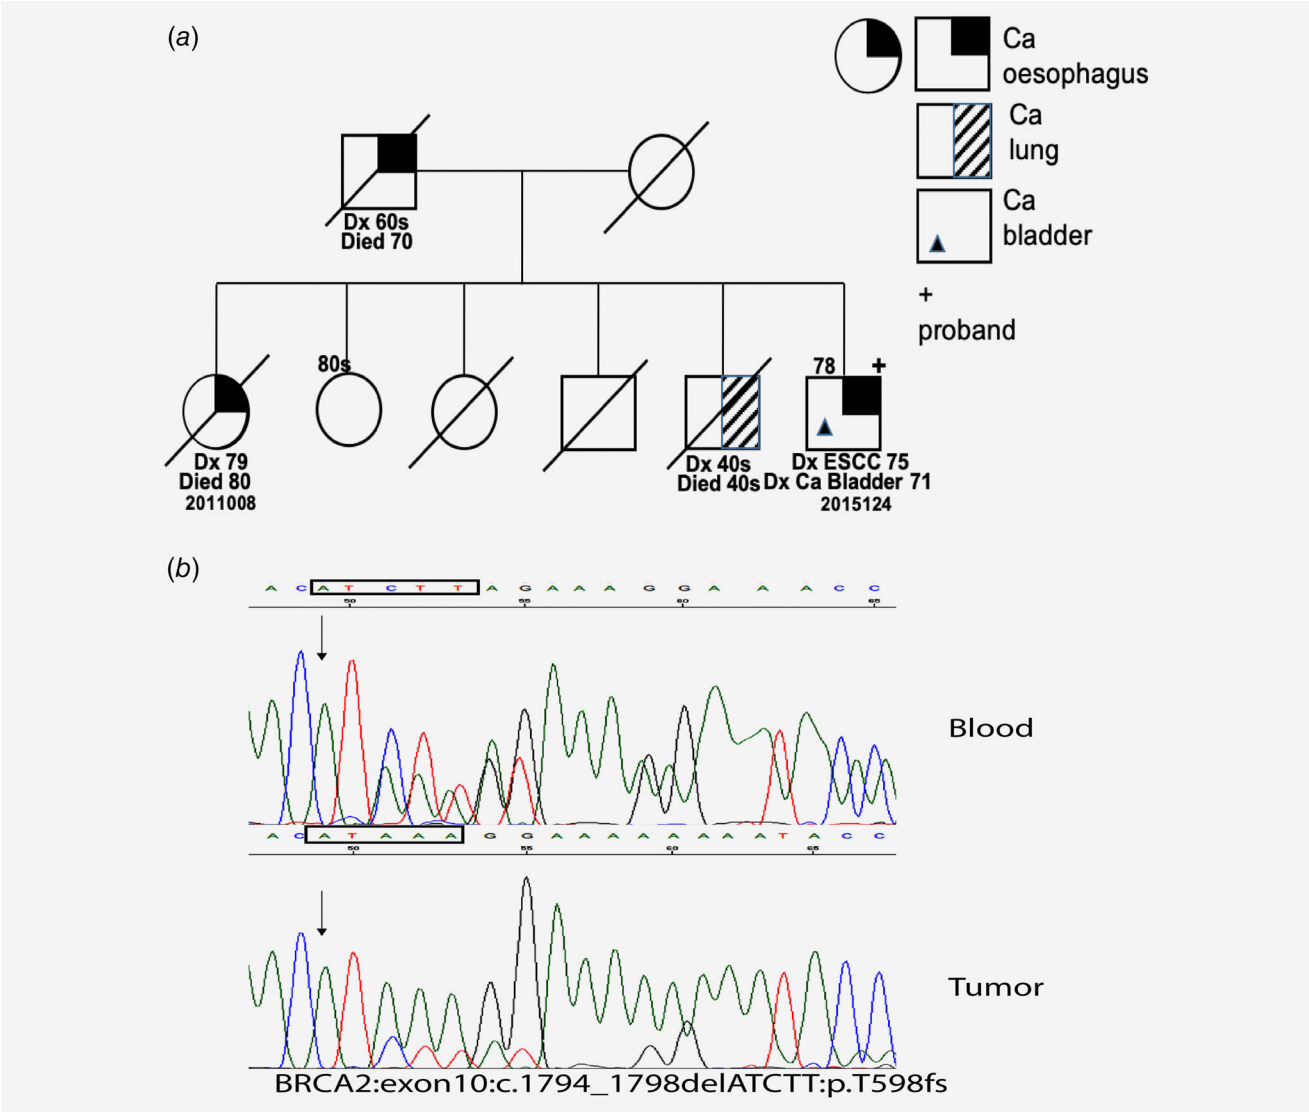 (a)
Ca
oesophagus
Ca
lung
Ca
bladder
+
proband
Dx 60s
Died 70
80s
78 +
Dx 79
Died 80
2011008
Dx 40s
Died 40s
Dx ESCC 75
Dx Ca Bladder 71
2015124
(b)
A C A T C T T A G A A A G G A A A C C
50 55 60 65
Blood
A C A T A A A G G A A A A A A A A T A C C
50 55 60 65
Tumor
BRCA2:exon10:c.1794_1798delATCTT:p.T598fs